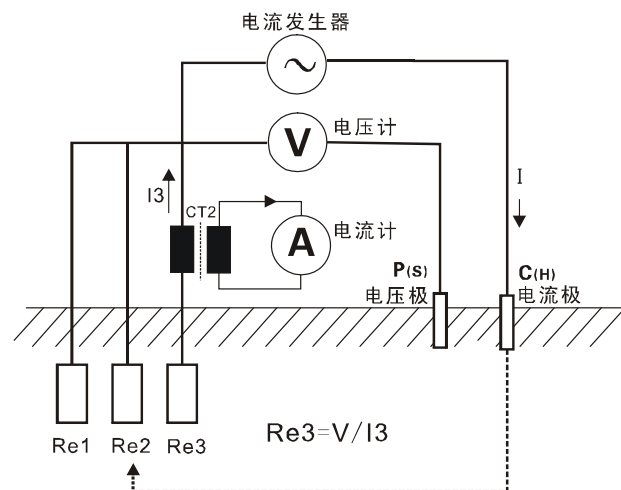 电流发生器
V
电压计
I3
CT2
A
电流计
I
P(S)
电压极
C(H)
电流极
Re1
Re2
Re3
Re3=V/I3